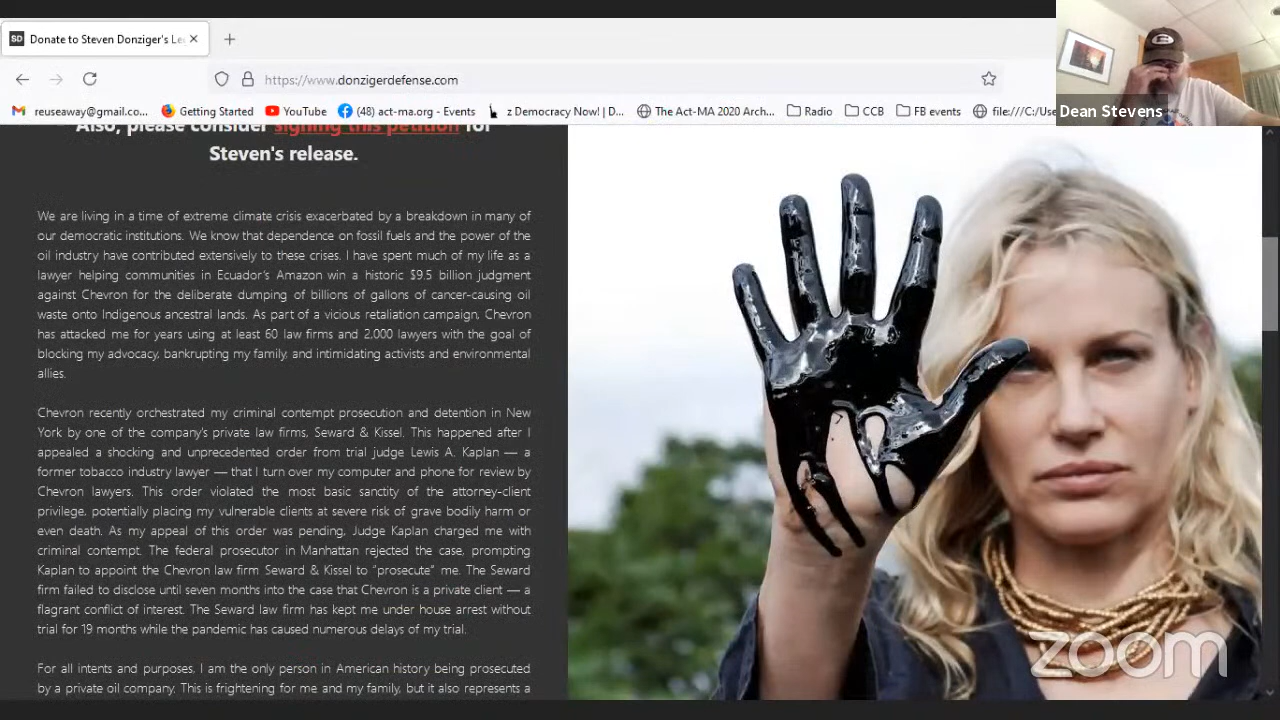 SD Donate to Steven Donziger's Le
https://www.donzigerdefense.com
reuseaway@gmail.co... Getting Started YouTube (48) act-ma.org - Events z Democracy Now! | D... The Act-MA 2020 Arch... Radio CCB FB events file:///C:/Use
Dean Stevens
Also, please consider signing this petition for
Steven's release.
We are living in a time of extreme climate crisis exacerbated by a breakdown in many of
our democratic institutions. We know that dependence on fossil fuels and the power of the
oil industry have contributed extensively to these crises. I have spent much of my life as a
lawyer helping communities in Ecuador's Amazon win a historic $9.5 billion judgment
against Chevron for the deliberate dumping of billions of gallons of cancer-causing oil
waste onto Indigenous ancestral lands. As part of a vicious retaliation campaign, Chevron
has attacked me for years using at least 60 law firms and 2,000 lawyers with the goal of
blocking my advocacy, bankrupting my family, and intimidating activists and environmental
allies.
Chevron recently orchestrated my criminal contempt prosecution and detention in New
York by one of the company's private law firms, Seward & Kissel. This happened after I
appealed a shocking and unprecedented order from trial judge Lewis A. Kaplan — a
former tobacco industry lawyer — that I turn over my computer and phone for review by
Chevron lawyers. This order violated the most basic sanctity of the attorney-client
privilege, potentially placing my vulnerable clients at severe risk of grave bodily harm or
even death. As my appeal of this order was pending, Judge Kaplan charged me with
criminal contempt. The federal prosecutor in Manhattan rejected the case, prompting
Kaplan to appoint the Chevron law firm Seward & Kissel to "prosecute" me. The Seward
firm failed to disclose until seven months into the case that Chevron is a private client — a
flagrant conflict of interest. The Seward law firm has kept me under house arrest without
trial for 19 months while the pandemic has caused numerous delays of my trial.
For all intents and purposes, I am the only person in American history being prosecuted
by a private oil company. This is frightening for me and my family, but it also represents a
zoom